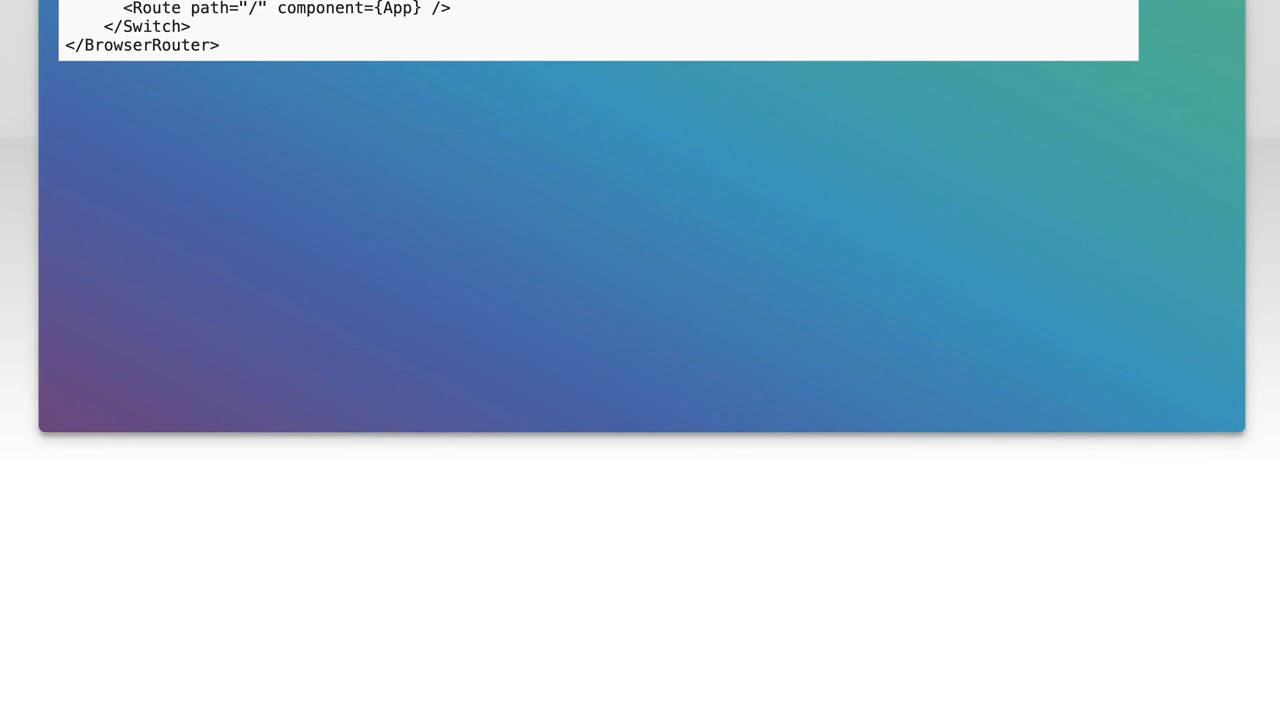 <Route path="/" component={App} />
</Switch>
</BrowserRouter>